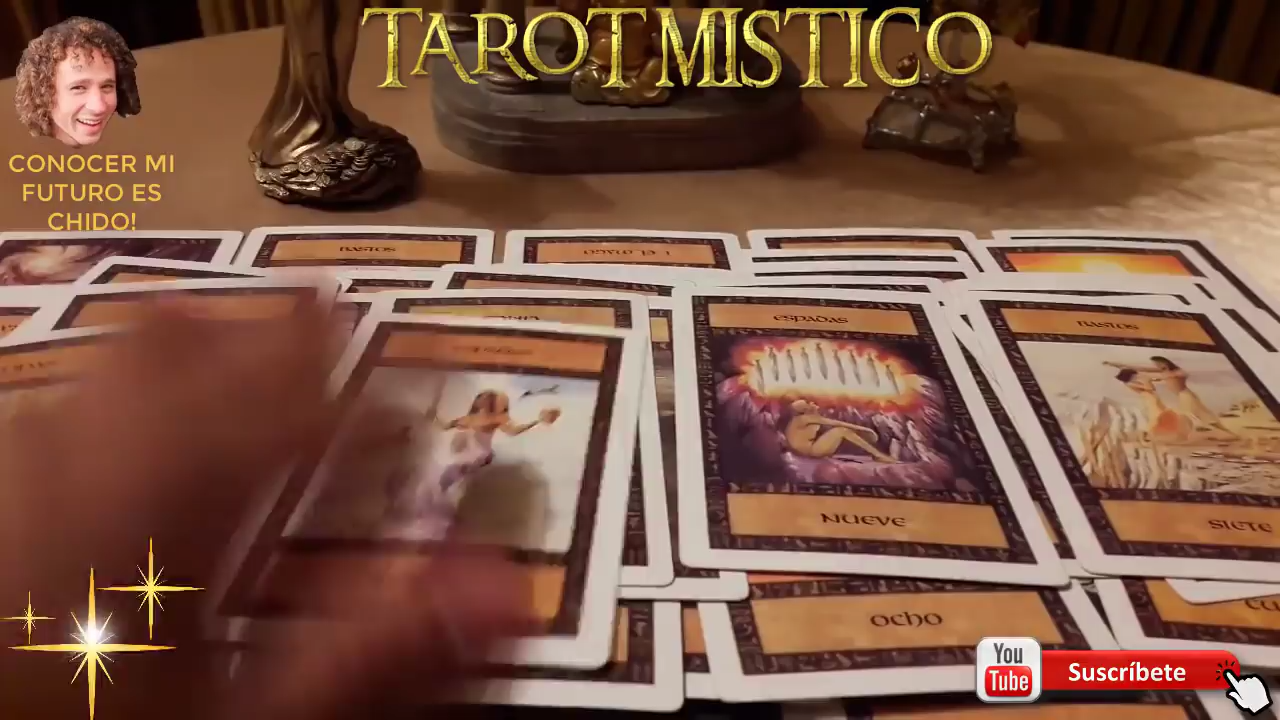 TAROT MISTICO
CONOCER MI
FUTURO ES
CHIDO!
BASTOS
ESPADAS
BASTOS
NUEVE
SIETE
OCHO
You
Tube
Suscríbete